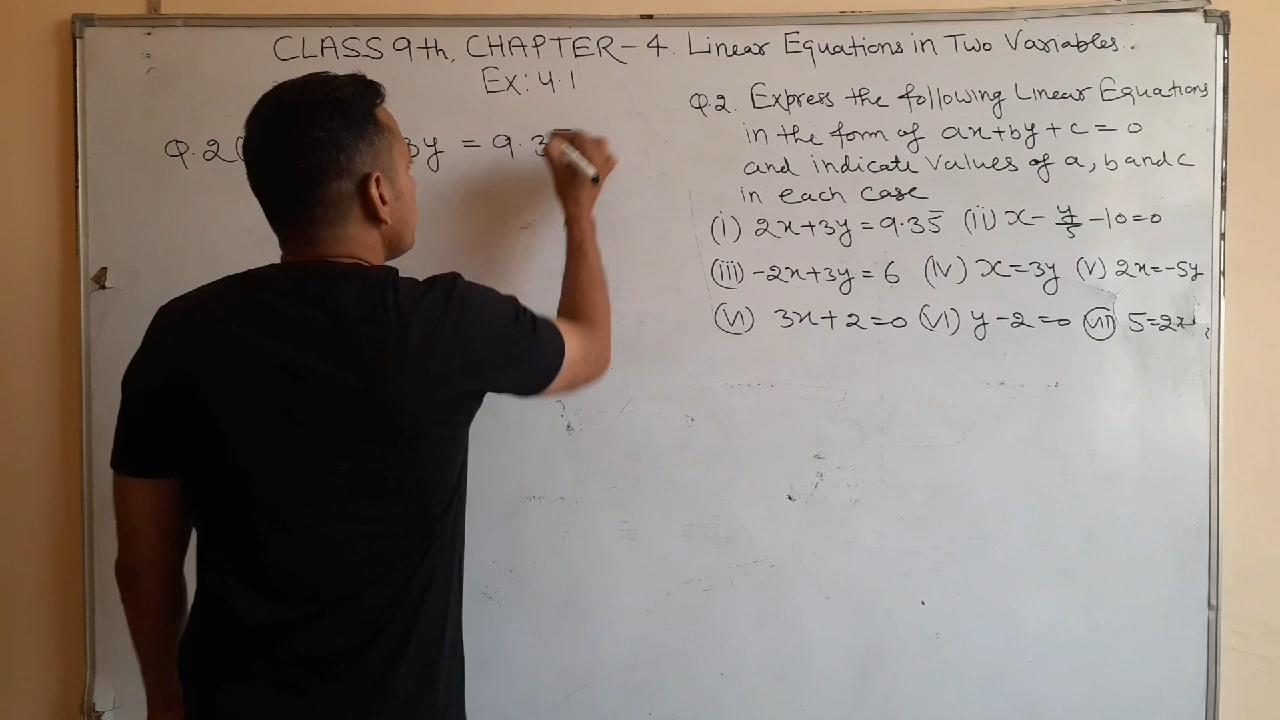 CLASS 9th, CHAPTER-4. Linear Equations in Two Variables.
Ex: 4.1
Q.2( 3y = 9.35
Q.2. Express the following Linear Equations
in the form of ax+by+c=0
and indicate values of a, b and c
in each case
(i) 2x+3y=9.35̅ (ii) x-y/5-10=0
(iii) -2x+3y=6 (iv) x=3y (v) 2x=-5y
(vi) 3x+2=0 (vi) y-2=0 (vii) 5=2x